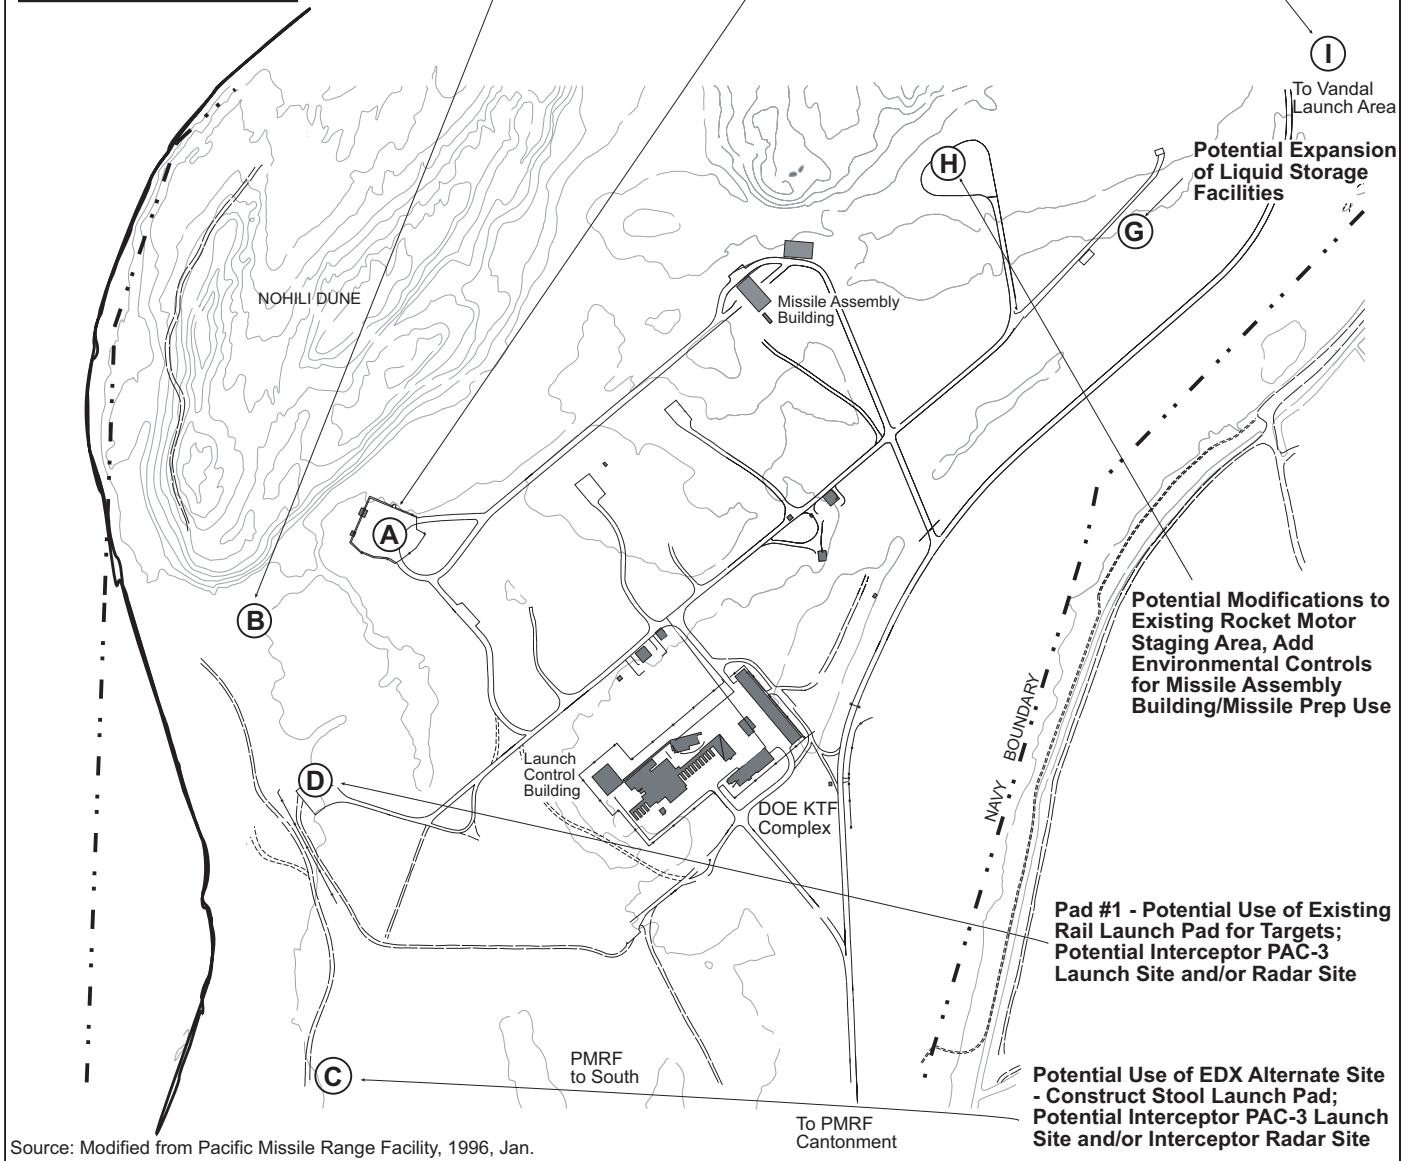 I
To Vandal
Launch Area
H
Potential Expansion
of Liquid Storage
Facilities
G
NOHILI DUNE
Missile Assembly
Building
A
B
Potential Modifications to
Existing Rocket Motor
Staging Area, Add
Environmental Controls
for Missile Assembly
Building/Missile Prep Use
NAVY BOUNDARY
Launch
Control
Building
D
DOE KTF
Complex
Pad #1 - Potential Use of Existing
Rail Launch Pad for Targets;
Potential Interceptor PAC-3
Launch Site and/or Radar Site
PMRF
to South
C
Potential Use of EDX Alternate Site
- Construct Stool Launch Pad;
Potential Interceptor PAC-3 Launch
Site and/or Interceptor Radar Site
To PMRF
Cantonment
Source: Modified from Pacific Missile Range Facility, 1996, Jan.